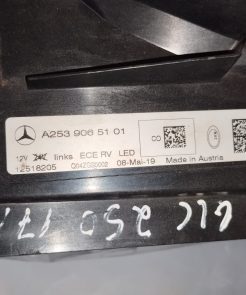 A253 906 51 01
CO
12V links ECE RV LED
12518205 08-Mai-19 Made in Austria
GLC 250 17